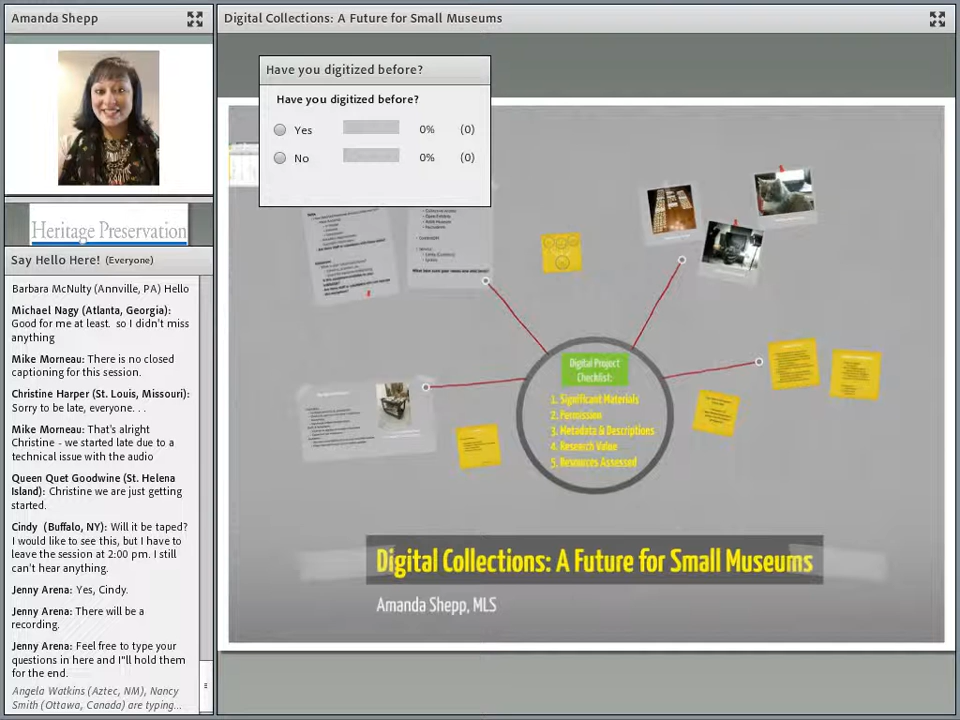 Amanda Shepp
Heritage Preservation
Say Hello Here! (Everyone)
Barbara McNulty (Annville, PA) Hello
Michael Nagy (Atlanta, Georgia):
Good for me at least. so I didn't miss
anything
Mike Morneau: There is no closed
captioning for this session.
Christine Harper (St. Louis, Missouri):
Sorry to be late, everyone. . .
Mike Morneau: That's alright
Christine - we started late due to a
technical issue with the audio
Queen Quet Goodwine (St. Helena
Island): Christine we are just getting
started.
Cindy (Buffalo, NY): Will it be taped?
I would like to see this, but I have to
leave the session at 2:00 pm. I still
can't hear anything.
Jenny Arena: Yes, Cindy.
Jenny Arena: There will be a
recording.
Jenny Arena: Feel free to type your
questions in here and I"ll hold them
for the end.
Angela Watkins (Aztec, NM), Nancy
Smith (Ottawa, Canada) are typing...
Digital Collections: A Future for Small Museums
Have you digitized before?
Have you digitized before?
Yes 0% (0)
No 0% (0)
Digital Project
Checklist:
1. Significant Materials
2. Permission
3. Metadata & Descriptions
4. Research Value
5. Resources Assessed
Digital Collections: A Future for Small Museums
Amanda Shepp, MLS